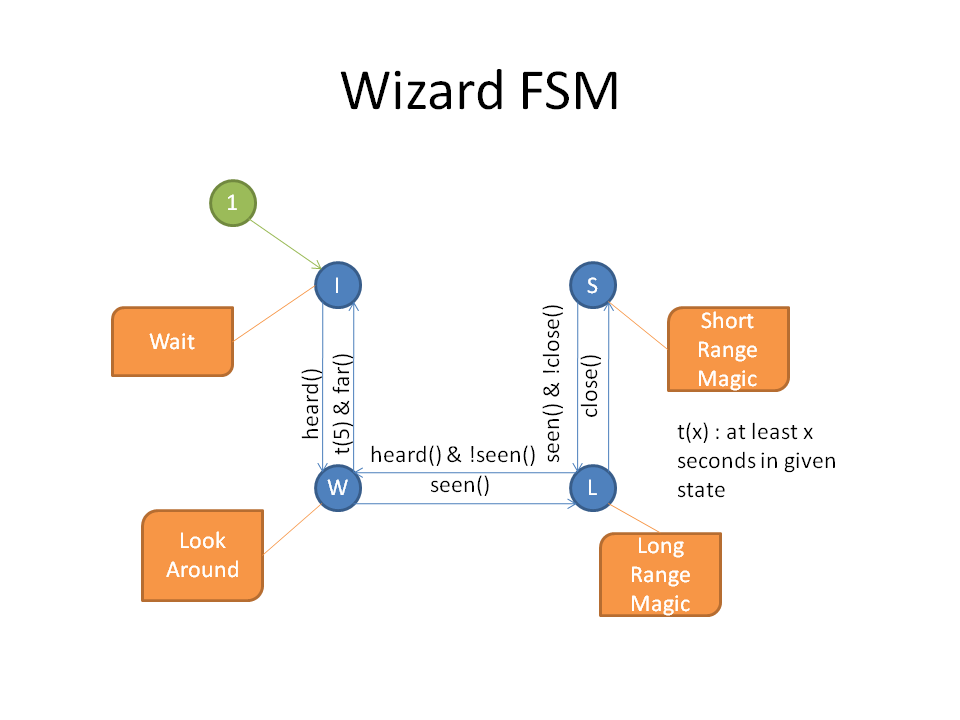 Wizard FSM
1
I
S
Wait
Short
Range
Magic
heard()
t(5) & far()
seen() & !close()
close()
t(x) : at least x
seconds in given
state
heard() & !seen()
seen()
W
L
Look
Around
Long
Range
Magic